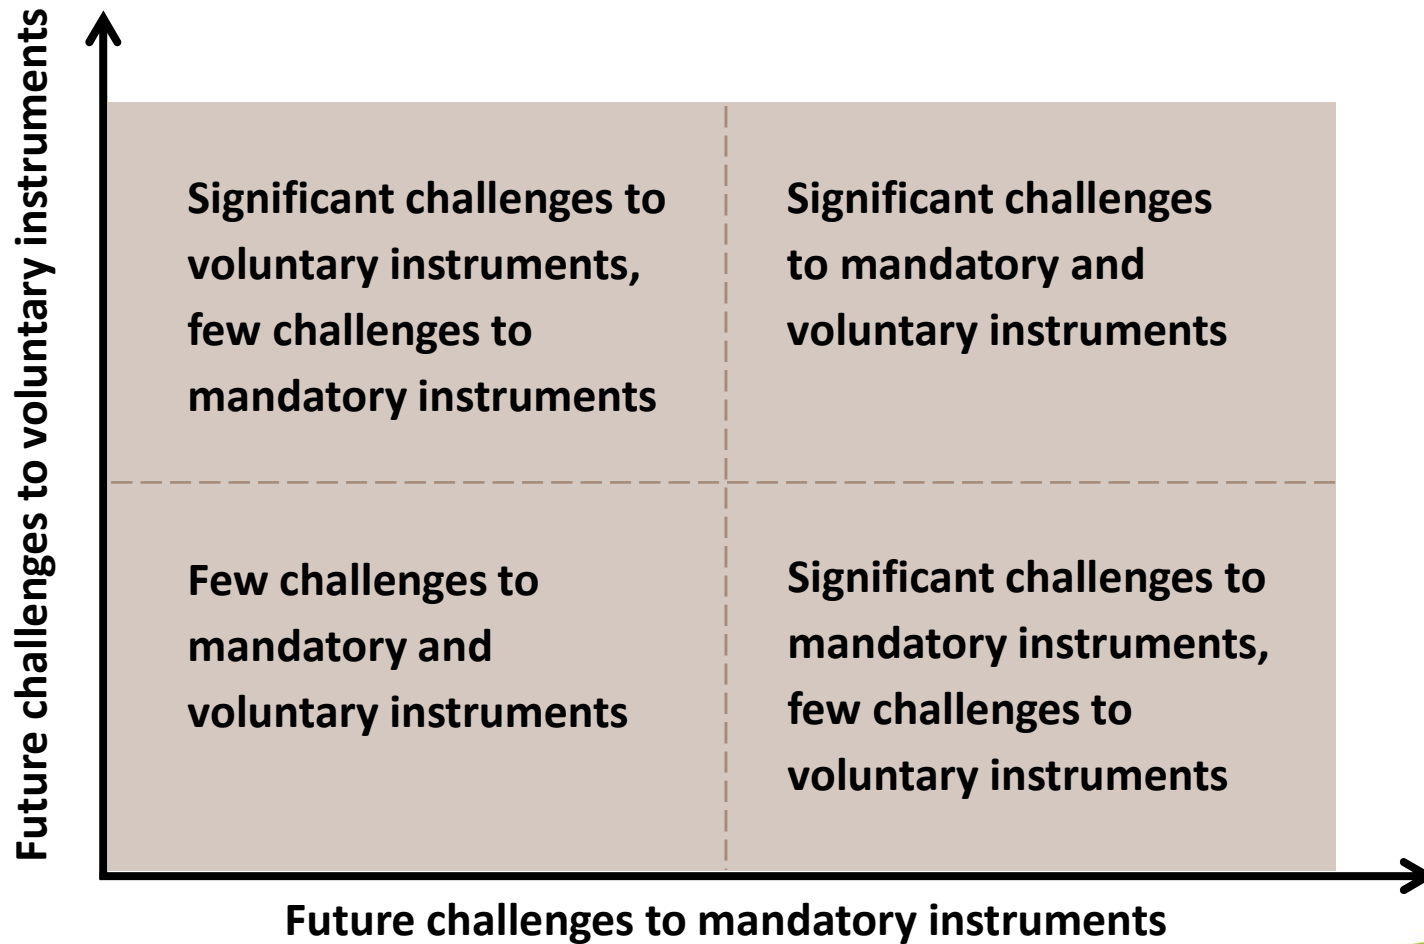 Future challenges to voluntary instruments
Significant challenges to
voluntary instruments,
few challenges to
mandatory instruments
Significant challenges
to mandatory and
voluntary instruments
Few challenges to
mandatory and
voluntary instruments
Significant challenges to
mandatory instruments,
few challenges to
voluntary instruments
Future challenges to mandatory instruments